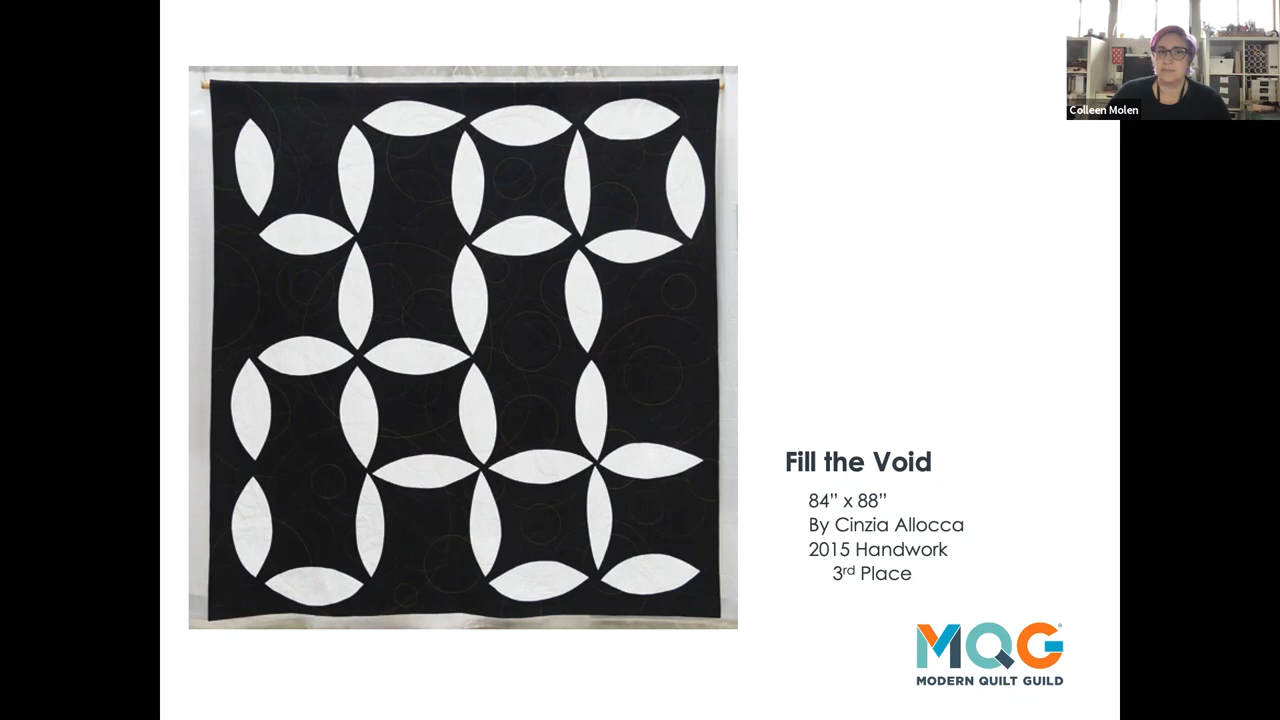 Colleen Molen
Fill the Void
84” x 88”
By Cinzia Allocca
2015 Handwork
3rd Place
MQG®
MODERN QUILT GUILD